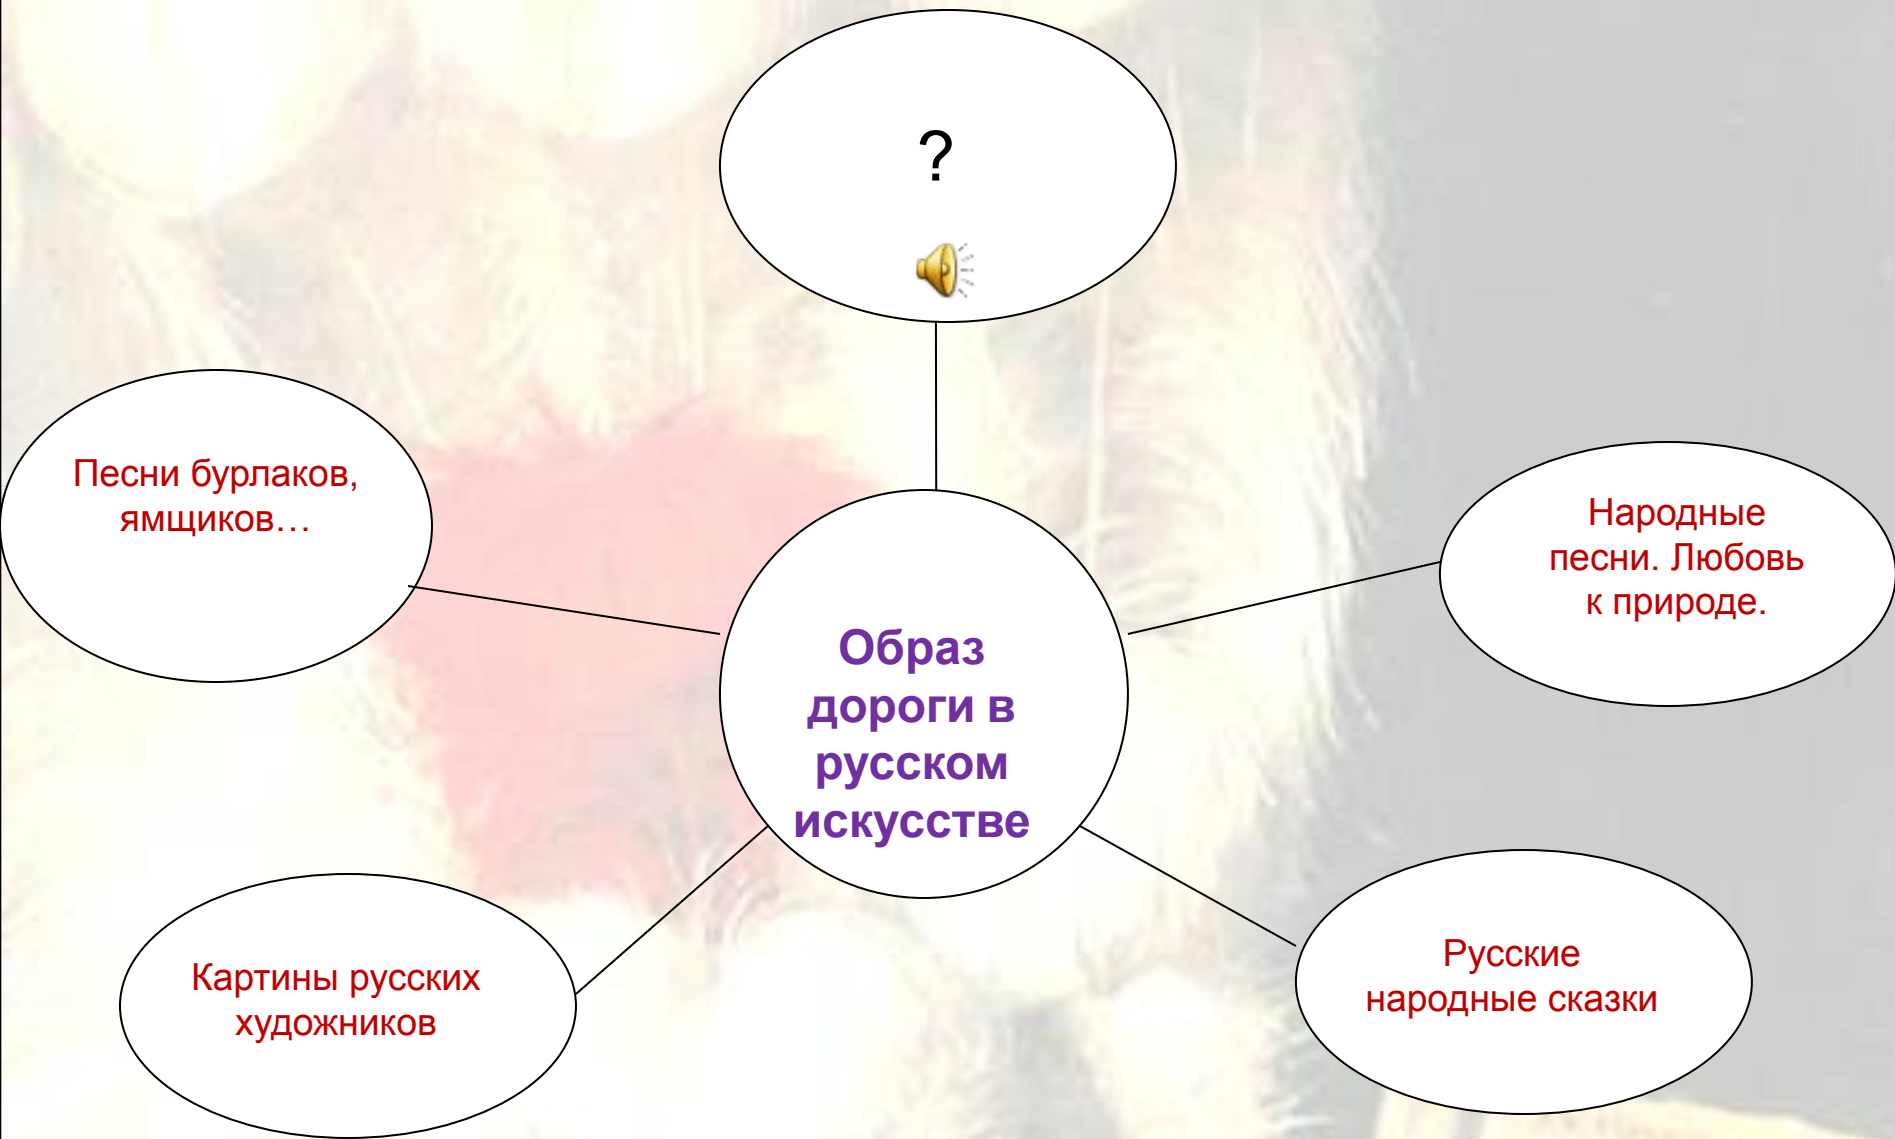 ?
Песни бурлаков,
ямщиков…
Народные
песни. Любовь
к природе.
Образ
дороги в
русском
искусстве
Картины русских
художников
Русские
народные сказки